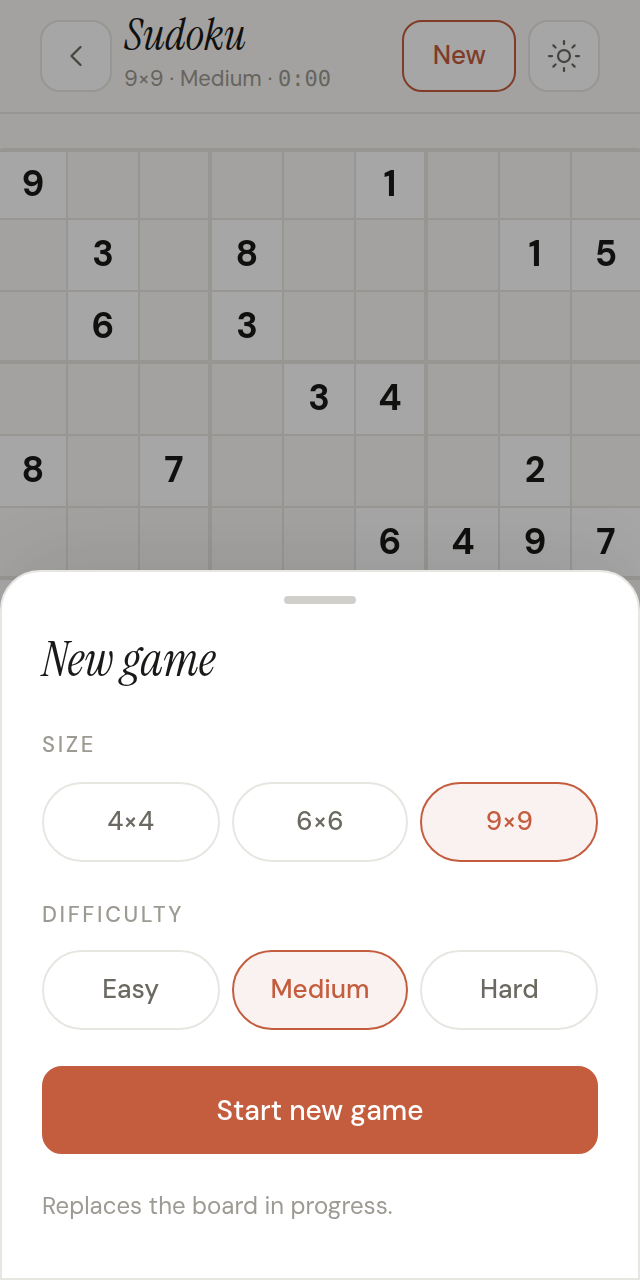 Sudoku
9×9 · Medium · 0:00
New
9 1
3 8 1 5
6 3
3 4
8 7 2
6 4 9 7
New game
SIZE
4×4 6×6 9×9
DIFFICULTY
Easy Medium Hard
Start new game
Replaces the board in progress.